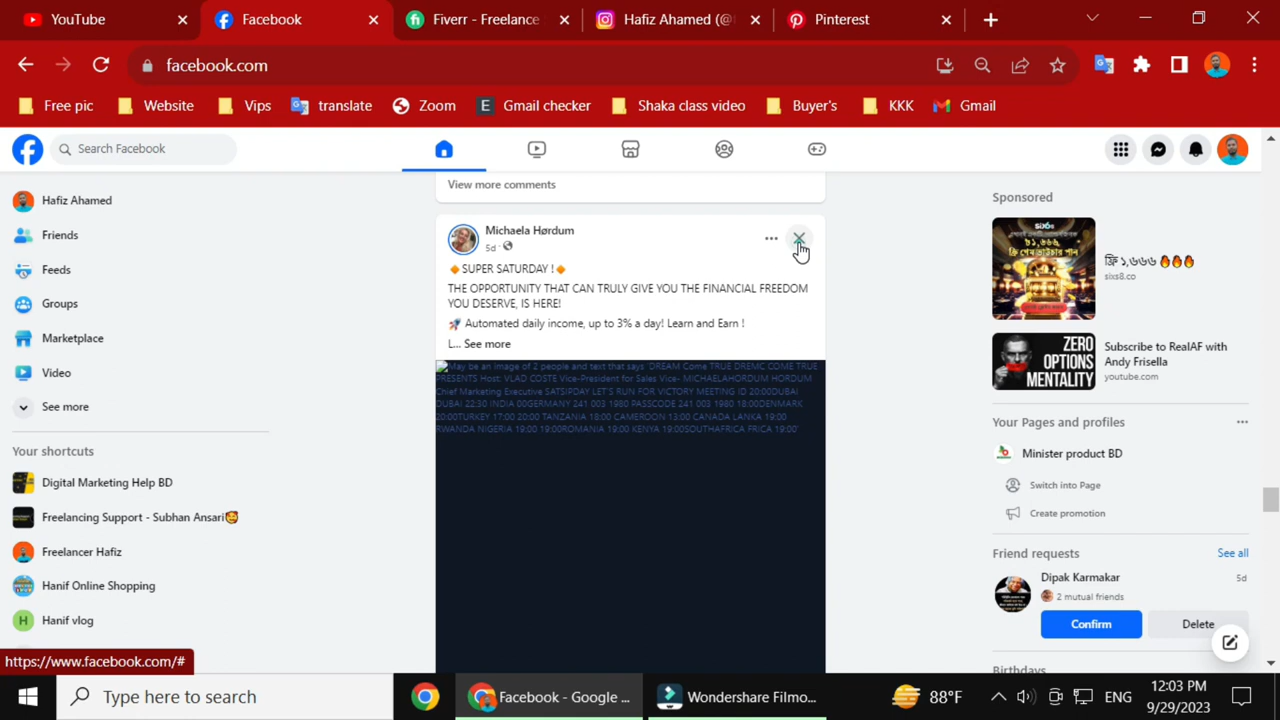 YouTube
Facebook
Fiverr - Freelance
Hafiz Ahamed (@
Pinterest
facebook.com
Free pic
Website
Vips
translate
Zoom
Gmail checker
Shaka class video
Buyer's
KKK
Gmail
Search Facebook
Hafiz Ahamed
Friends
Feeds
Groups
Marketplace
Video
See more
Your shortcuts
Digital Marketing Help BD
Freelancing Support - Subhan Ansari🥰
Freelancer Hafiz
Hanif Online Shopping
Hanif vlog
https://www.facebook.com/#
View more comments
Michaela Hørdum
5d ·
🔸SUPER SATURDAY !🔸
THE OPPORTUNITY THAT CAN TRULY GIVE YOU THE FINANCIAL FREEDOM
YOU DESERVE, IS HERE!
🚀 Automated daily income, up to 3% a day! Learn and Earn !
L... See more
May be an image of 2 people and text that says 'DREAM Come TRUE DREMC COME TRUE
PRESENTS Host: VLAD COSTE Vice-President for Sales Vice- MICHAELAHORDUM HORDUM
Chief Marketing Executive SATSIPDAY LET'S RUN FOR VICTORY MEETING ID 20:00DUBAI
DUBAI 22:30 INDIA 00GERMANY 241 003 1980 PASSCODE 241 003 1980 18:00DENMARK
20:00TURKEY 17:00 20:00 TANZANIA 18:00 CAMEROON 13:00 CANADA LANKA 19:00
RWANDA NIGERIA 19:00 19:00ROMANIA 19:00 KENYA 19:00SOUTHAFRICA FRICA 19:00'
Sponsored
SIX6
৳১,৬৬৬
ফ্রি ১,৬৬৬ 🔥🔥🔥
sixs8.co
ZERO
OPTIONS
MENTALITY
Subscribe to RealAF with
Andy Frisella
youtube.com
Your Pages and profiles
Minister product BD
Switch into Page
Create promotion
Friend requests
See all
Dipak Karmakar
5d
2 mutual friends
Confirm
Delete
Birthdays
Type here to search
Facebook - Google ...
Wondershare Filmo...
88°F
ENG
12:03 PM
9/29/2023